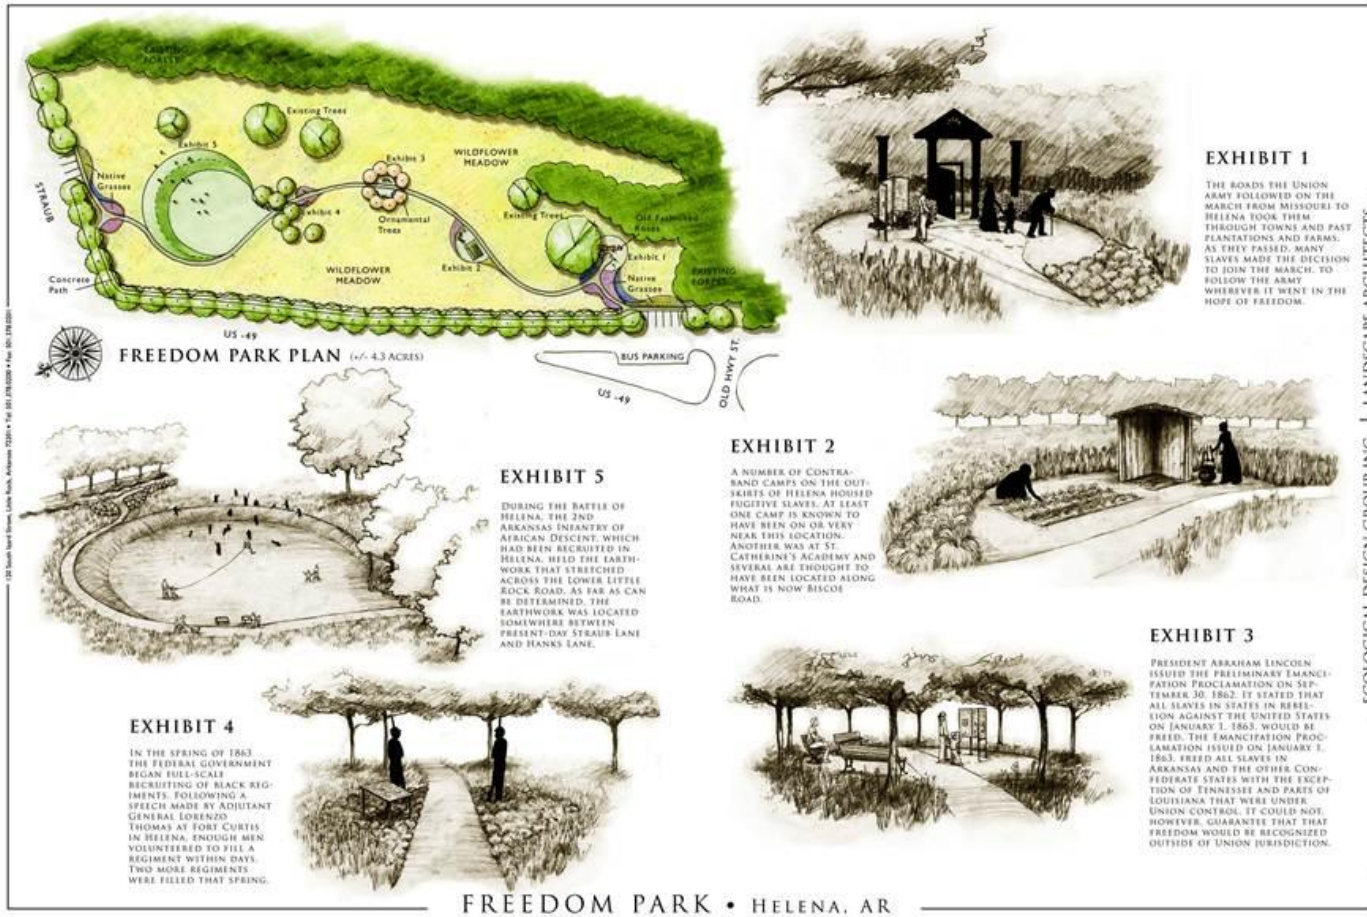 EXISTING
FOREST
Existing Trees
Exhibit 5
Native
Grasses
STRAUB
Exhibit 3
WILDFLOWER
MEADOW
Exhibit 4
Ornamental
Trees
Existing Trees
Old Fashioned
Roses
Exhibit 2
Exhibit 1
WILDFLOWER
MEADOW
Native
Grasses
EXISTING
FOREST
Concrete
Path
US -49
BUS PARKING
US -49
OLD HWY ST.
FREEDOM PARK PLAN (+/- 4.3 ACRES)
EXHIBIT 1
THE ROADS THE UNION
ARMY FOLLOWED ON THE
MARCH FROM MISSOURI TO
HELENA TOOK THEM
THROUGH TOWNS AND PAST
PLANTATIONS AND FARMS.
AS THEY PASSED, MANY
SLAVES MADE THE DECISION
TO JOIN THE MARCH, TO
FOLLOW THE ARMY
WHEREVER IT WENT IN THE
HOPE OF FREEDOM.
EXHIBIT 2
A NUMBER OF CONTRA-
BAND CAMPS ON THE OUT-
SKIRTS OF HELENA HOUSED
FUGITIVE SLAVES. AT LEAST
ONE CAMP IS KNOWN TO
HAVE BEEN ON OR VERY
NEAR THIS LOCATION.
ANOTHER WAS AT ST.
CATHERINE'S ACADEMY AND
SEVERAL ARE THOUGHT TO
HAVE BEEN LOCATED ALONG
WHAT IS NOW BISCOE
ROAD.
EXHIBIT 5
DURING THE BATTLE OF
HELENA, THE 2ND
ARKANSAS INFANTRY OF
AFRICAN DESCENT, WHICH
HAD BEEN RECRUITED IN
HELENA, HELD THE EARTH-
WORK THAT STRETCHED
ACROSS THE LOWER LITTLE
ROCK ROAD. AS FAR AS CAN
BE DETERMINED, THE
EARTHWORK WAS LOCATED
SOMEWHERE BETWEEN
PRESENT-DAY STRAUB LANE
AND HANKS LANE.
EXHIBIT 3
PRESIDENT ABRAHAM LINCOLN
ISSUED THE PRELIMINARY EMANCI-
PATION PROCLAMATION ON SEP-
TEMBER 30, 1862. IT STATED THAT
ALL SLAVES IN STATES IN REBEL-
LION AGAINST THE UNITED STATES
ON JANUARY 1, 1863, WOULD BE
FREED. THE EMANCIPATION PROC-
LAMATION ISSUED ON JANUARY 1,
1863, FREED ALL SLAVES IN
ARKANSAS AND THE OTHER CON-
FEDERATE STATES WITH THE EXCEP-
TION OF TENNESSEE AND PARTS OF
LOUISIANA THAT WERE UNDER
UNION CONTROL. IT COULD NOT,
HOWEVER, GUARANTEE THAT THAT
FREEDOM WOULD BE RECOGNIZED
OUTSIDE OF UNION JURISDICTION.
EXHIBIT 4
IN THE SPRING OF 1863
THE FEDERAL GOVERNMENT
BEGAN FULL-SCALE
RECRUITING OF BLACK REG-
IMENTS. FOLLOWING A
SPEECH MADE BY ADJUTANT
GENERAL LORENZO
THOMAS AT FORT CURTIS
IN HELENA, ENOUGH MEN
VOLUNTEERED TO FILL A
REGIMENT WITHIN DAYS.
TWO MORE REGIMENTS
WERE FILLED THAT SPRING.
FREEDOM PARK • HELENA, AR